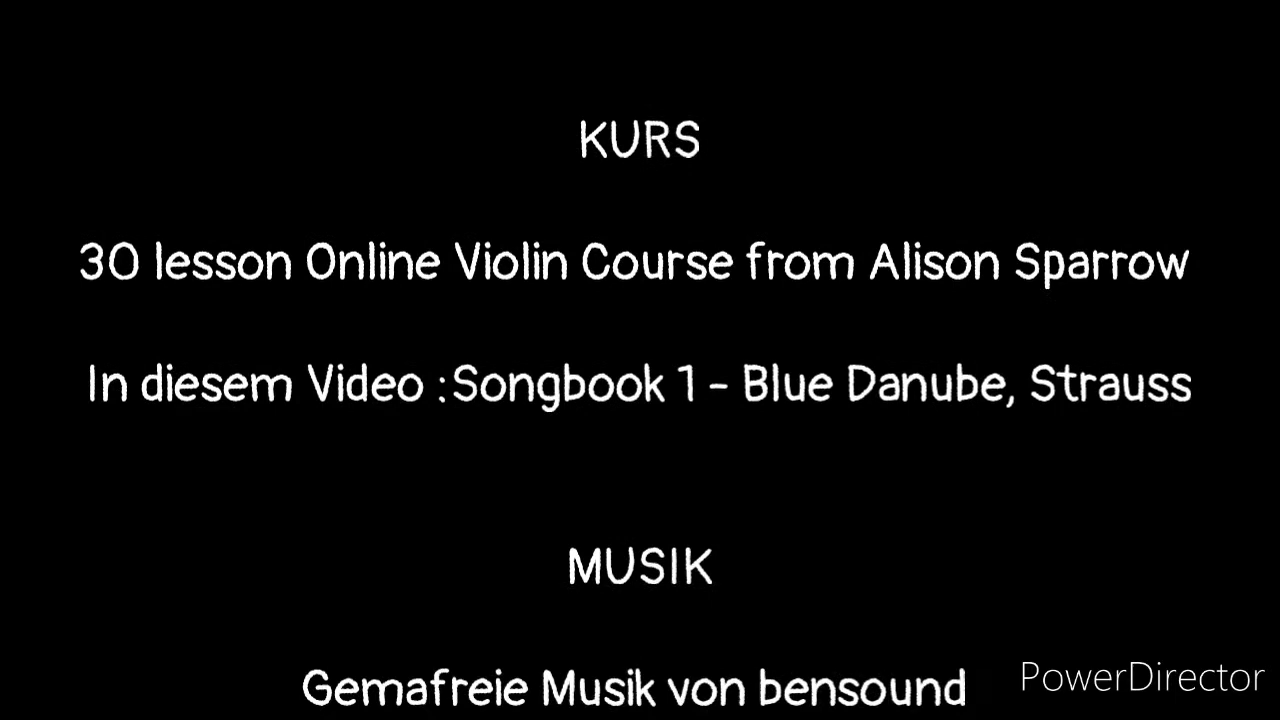 KURS
30 lesson Online Violin Course from Alison Sparrow
In diesem Video :Songbook 1 - Blue Danube, Strauss
MUSIK
Gemafreie Musik von bensound
PowerDirector